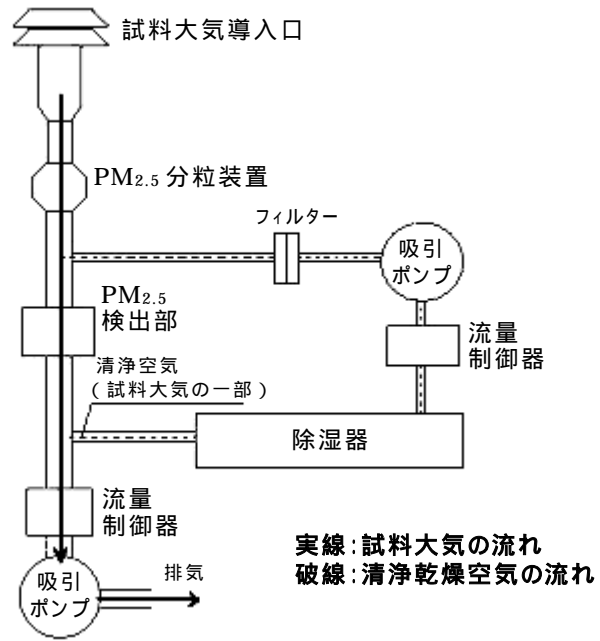 試料大気導入口
PM2.5 分粒装置
フィルター
吸引
ポンプ
PM2.5
検出部
流量
制御器
清浄空気
(試料大気の一部)
除湿器
流量
制御器
実線:試料大気の流れ
破線:清浄乾燥空気の流れ
排気
吸引
ポンプ